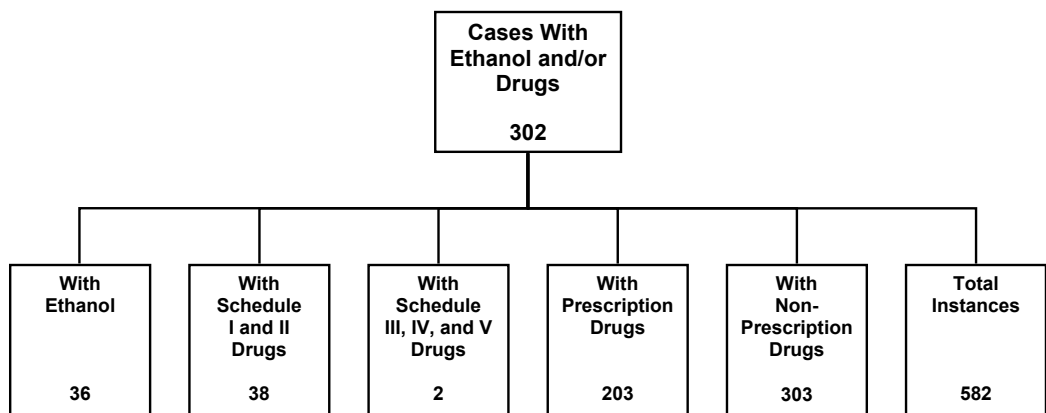 Cases With
Ethanol and/or
Drugs
302
With
Ethanol
36
With
Schedule
I and II
Drugs
38
With
Schedule
III, IV, and V
Drugs
2
With
Prescription
Drugs
203
With
Non-
Prescription
Drugs
303
Total
Instances
582